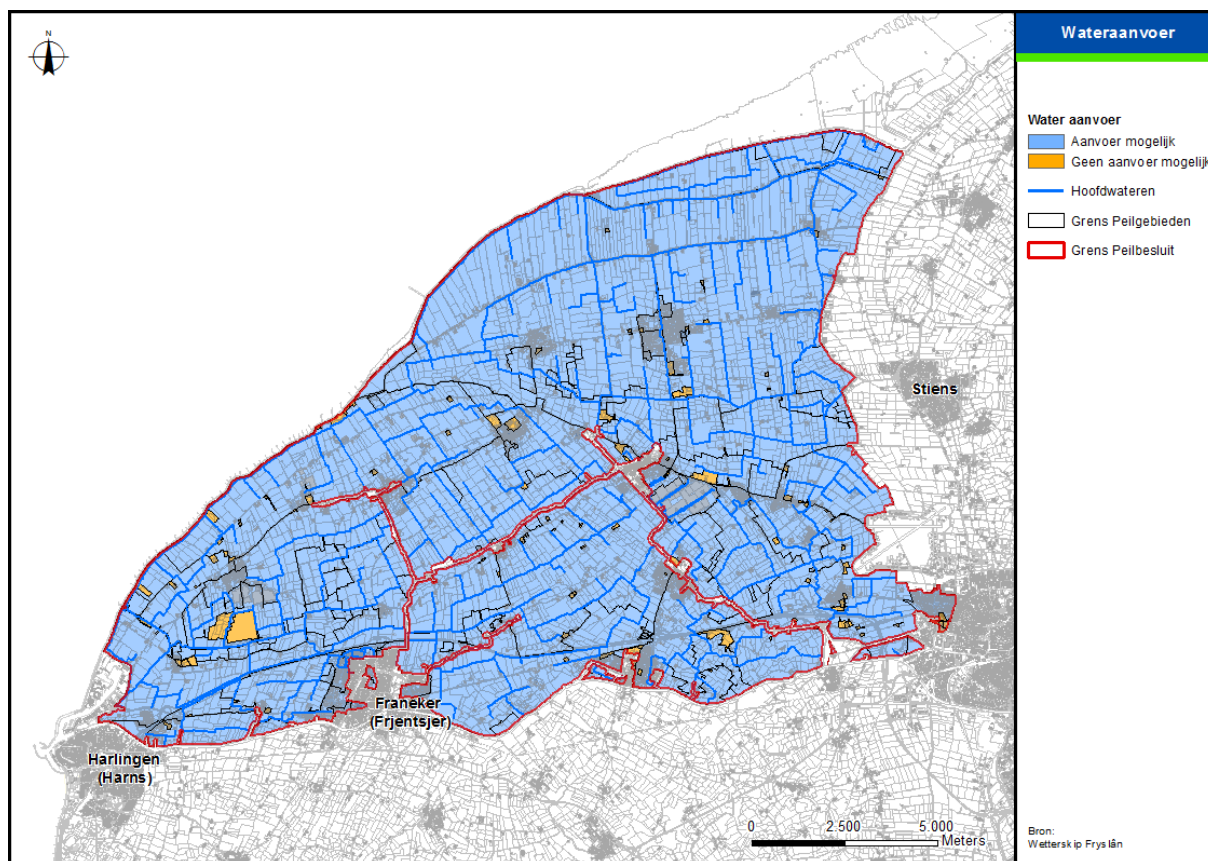 N
Wateraanvoer
Water aanvoer
Aanvoer mogelijk
Geen aanvoer mogelijk
Hoofdwateren
Grens Peilgebieden
Grens Peilbesluit
Stiens
Franeker
(Frjentsjer)
Harlingen
(Harns)
0 2.500 5.000
Meters
Bron:
Wetterskip Fryslân